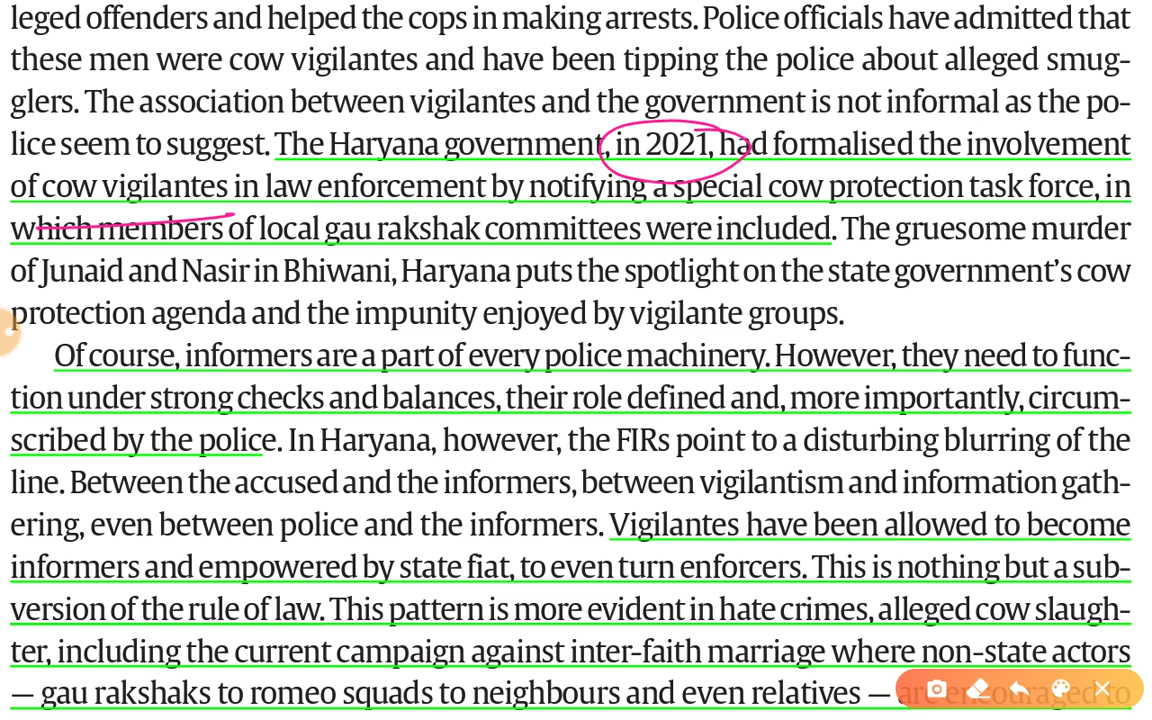 leged offenders and helped the cops in making arrests. Police officials have admitted that
these men were cow vigilantes and have been tipping the police about alleged smug-
glers. The association between vigilantes and the government is not informal as the po-
lice seem to suggest. The Haryana government, in 2021, had formalised the involvement
of cow vigilantes in law enforcement by notifying a special cow protection task force, in
which members of local gau rakshak committees were included. The gruesome murder
of Junaid and Nasir in Bhiwani, Haryana puts the spotlight on the state government's cow
protection agenda and the impunity enjoyed by vigilante groups.
Of course, informers are a part of every police machinery. However, they need to func-
tion under strong checks and balances, their role defined and, more importantly, circum-
scribed by the police. In Haryana, however, the FIRs point to a disturbing blurring of the
line. Between the accused and the informers, between vigilantism and information gath-
ering, even between police and the informers. Vigilantes have been allowed to become
informers and empowered by state fiat, to even turn enforcers. This is nothing but a sub-
version of the rule of law. This pattern is more evident in hate crimes, alleged cow slaugh-
ter, including the current campaign against inter-faith marriage where non-state actors
— gau rakshaks to romeo squads to neighbours and even relatives — are encouraged to